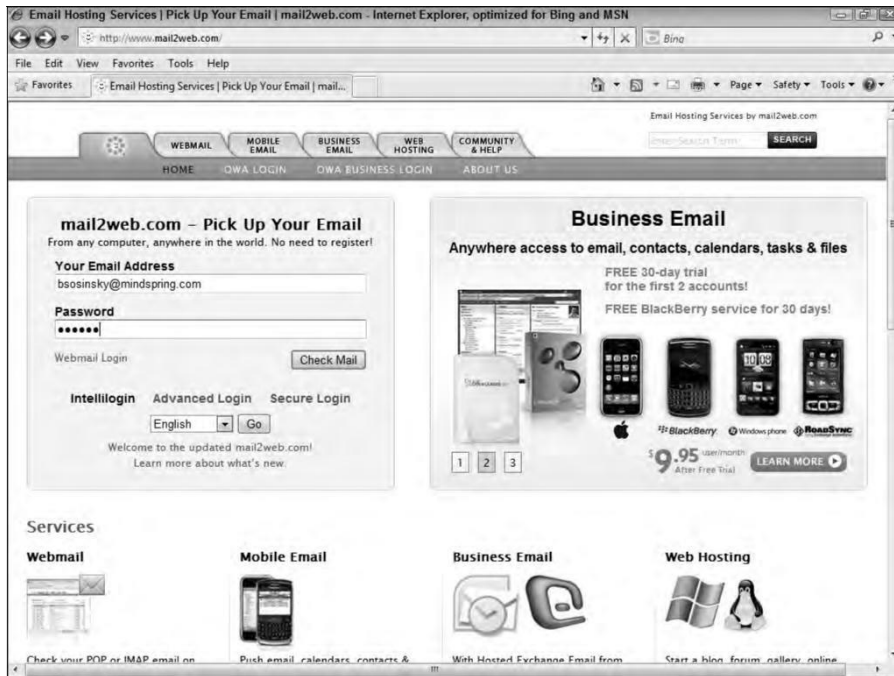 Email Hosting Services | Pick Up Your Email | mail2web.com - Internet Explorer, optimized for Bing and MSN
http://www.mail2web.com/
Bing
File Edit View Favorites Tools Help
Favorites
Email Hosting Services | Pick Up Your Email | mail...
Page Safety Tools
Email Hosting Services by mail2web.com
Enter Search Term
SEARCH
WEBMAIL
MOBILE EMAIL
BUSINESS EMAIL
WEB HOSTING
COMMUNITY & HELP
HOME OWA LOGIN OWA BUSINESS LOGIN ABOUT US
mail2web.com – Pick Up Your Email
From any computer, anywhere in the world. No need to register!
Your Email Address
bsosinsky@mindspring.com
Password
••••••
Webmail Login
Check Mail
Intellilogin Advanced Login Secure Login
English Go
Welcome to the updated mail2web.com!
Learn more about what's new
Business Email
Anywhere access to email, contacts, calendars, tasks & files
FREE 30-day trial
for the first 2 accounts!
FREE BlackBerry service for 30 days!
10:08
BlackBerry
Windows phone
ROADSYNC
1 2 3
$9.95 user/month
After Free Trial
LEARN MORE
Services
Webmail
Mobile Email
Business Email
Web Hosting
Check your POP or IMAP email on
Push email, calendars, contacts &
With Hosted Exchange Email from
Start a blog, forum, gallery, online